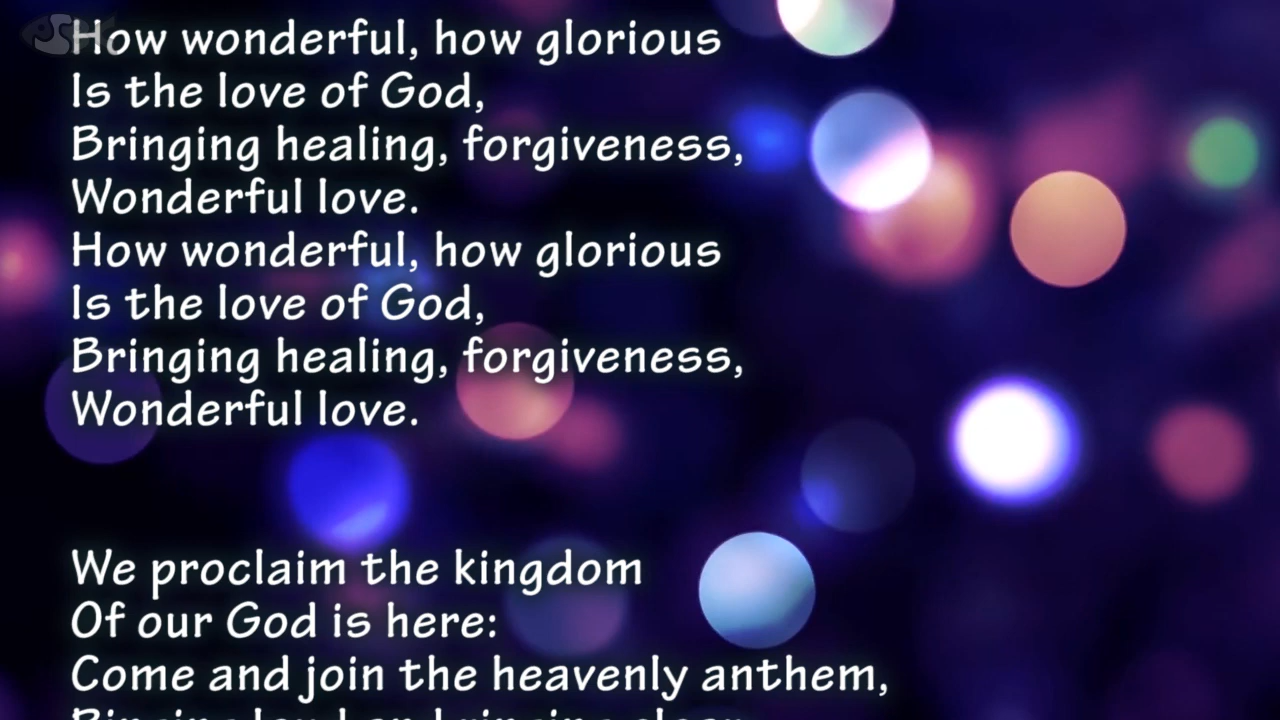 How wonderful, how glorious
Is the love of God,
Bringing healing, forgiveness,
Wonderful love.
How wonderful, how glorious
Is the love of God,
Bringing healing, forgiveness,
Wonderful love.
We proclaim the kingdom
Of our God is here:
Come and join the heavenly anthem,